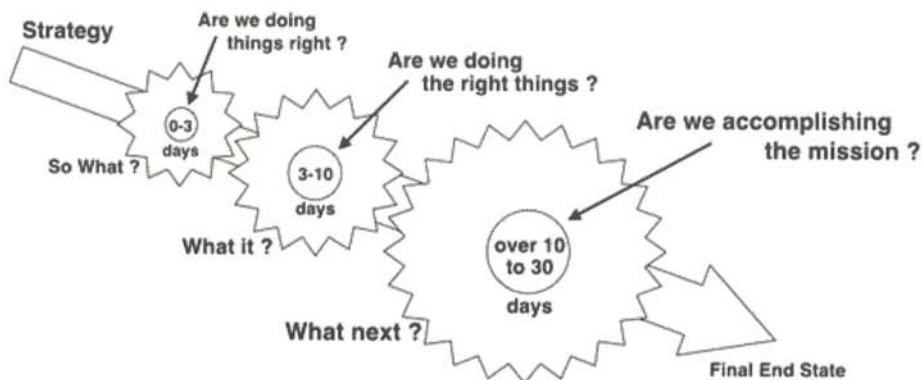 Strategy
Are we doing
things right ?
0-3
days
So What ?
Are we doing
the right things ?
3-10
days
What it ?
Are we accomplishing
the mission ?
over 10
to 30
days
What next ?
Final End State